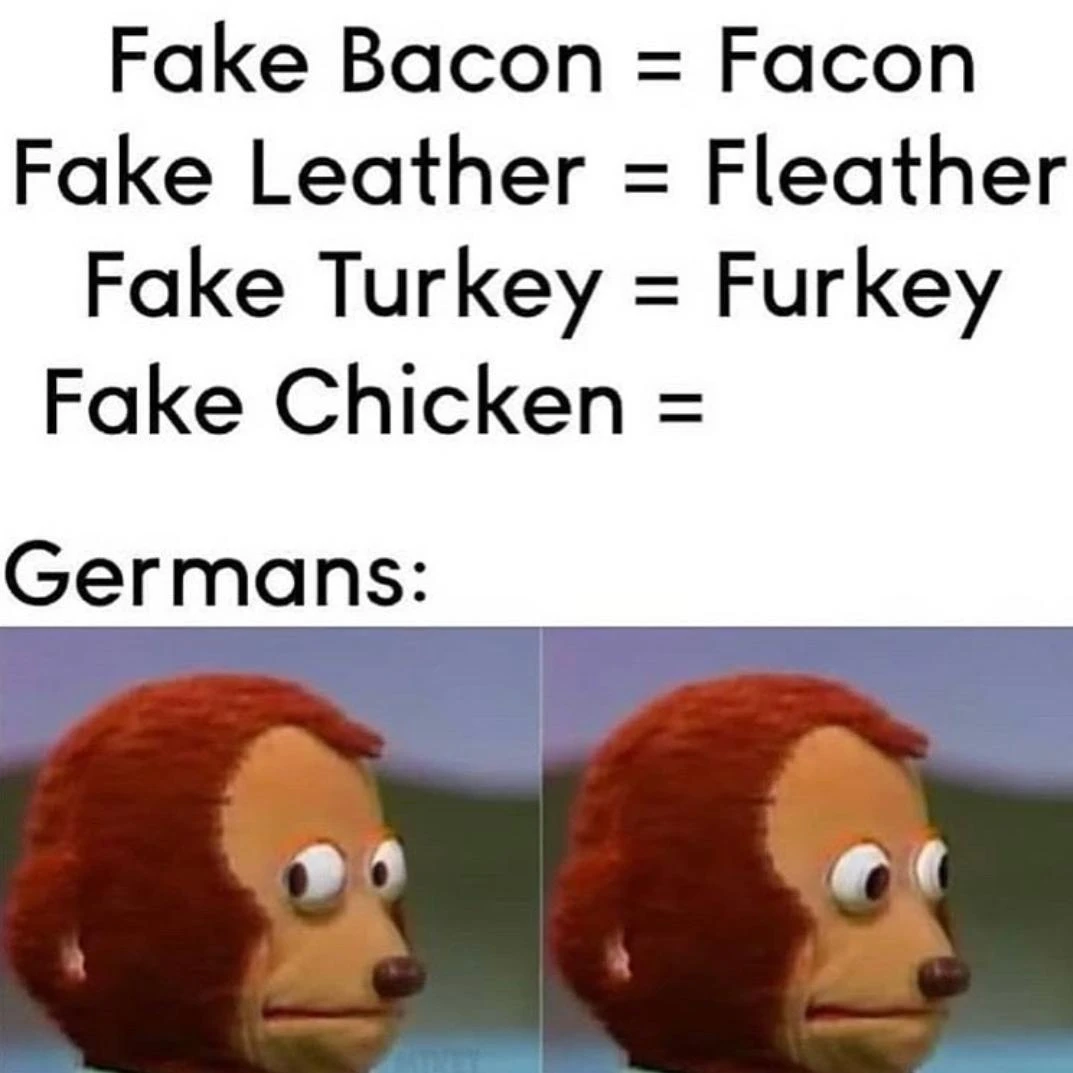 Fake Bacon = Facon
Fake Leather = Fleather
Fake Turkey = Furkey
Fake Chicken =
Germans: